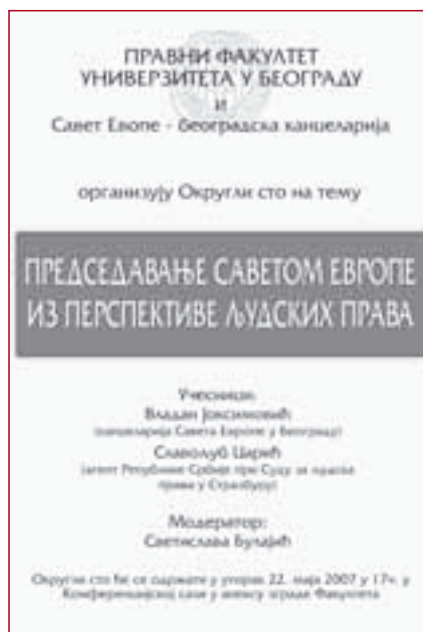 ПРАВНИ ФАКУЛТЕТ
УНИВЕРЗИТЕТА У БЕОГРАДУ
и
Савет Европе - београдска канцеларија
организују Округли сто на тему
ПРЕДСЕДАВАЊЕ САВЕТОМ ЕВРОПЕ
ИЗ ПЕРСПЕКТИВЕ ЉУДСКИХ ПРАВА
Учесници:
Владан Јоксимовић
(канцеларија Савета Европе у Београду)
Славољуб Царић
(агент Републике Србије при Суду за људска
права у Стразбуру)
Модератор:
Светислава Булајић
Округли сто ће се одржати у уторак 22. маја 2007 у 17ч. у
Конференцијској сали у анексу зграде Факултета